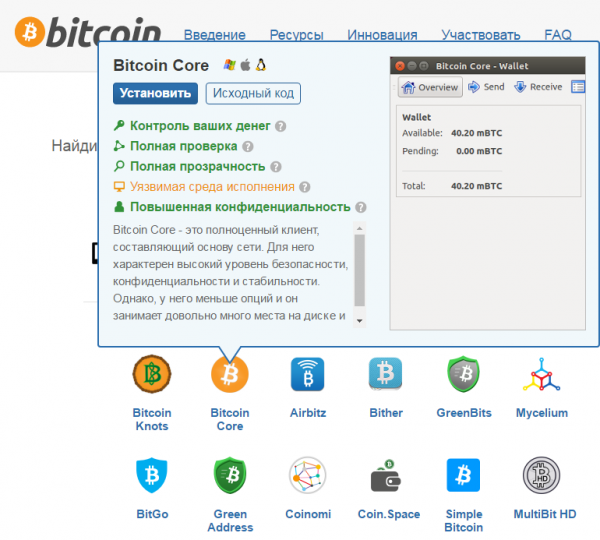 bitcoin
Введение Ресурсы Инновация Участвовать FAQ
Bitcoin Core
Установить Исходный код
Контроль ваших денег ?
Полная проверка ?
Полная прозрачность ?
Уязвимая среда исполнения ?
Повышенная конфиденциальность ?
Bitcoin Core - это полноценный клиент,
составляющий основу сети. Для него
характерен высокий уровень безопасности,
конфиденциальности и стабильности.
Однако, у него меньше опций и он
занимает довольно много места на диске и
Bitcoin Core - Wallet
Overview Send Receive
Wallet
Available: 40.20 mBTC
Pending: 0.00 mBTC
Total: 40.20 mBTC
Найди
Bitcoin Knots
Bitcoin Core
Airbitz
Bither
GreenBits
Mycelium
BitGo
Green Address
Coinomi
Coin.Space
Simple Bitcoin
HD
MultiBit HD